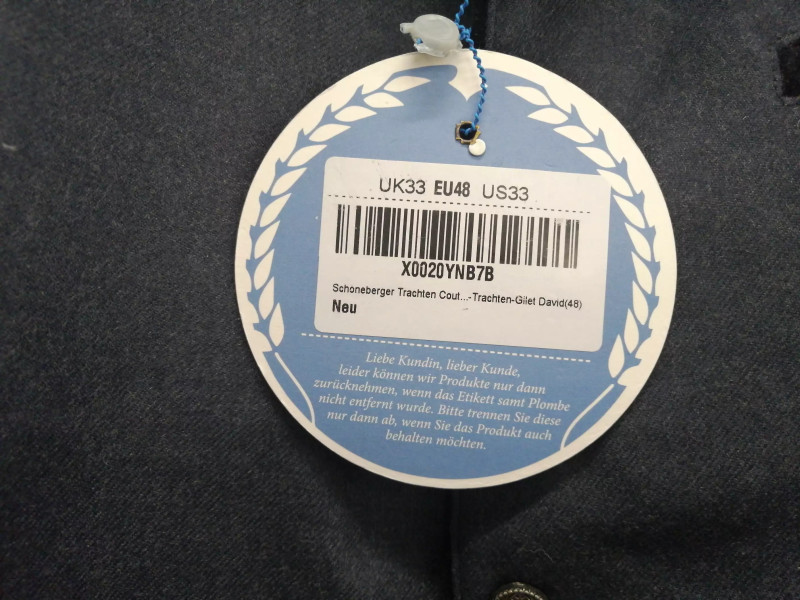 UK33 EU48 US33
X0020YNB7B
Schöneberger Trachten Cout...-Trachten-Gilet David(48)
Neu
Liebe Kundin, lieber Kunde,
leider können wir Produkte nur dann
zurücknehmen, wenn das Etikett samt Plombe
nicht entfernt wurde. Bitte trennen Sie diese
nur dann ab, wenn Sie das Produkt auch
behalten möchten.